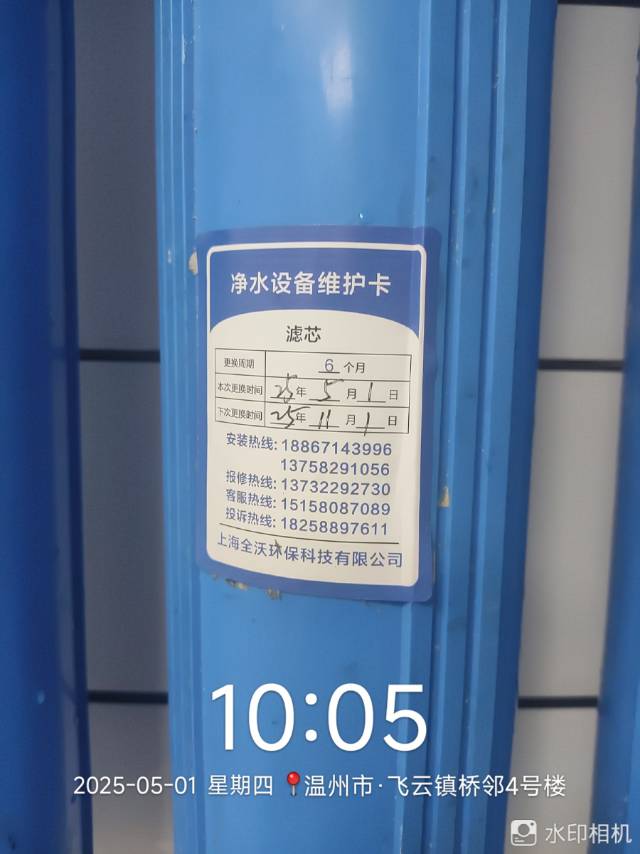 净水设备维护卡
滤芯
更换周期 6 个月
本次更换时间 25年 5 月 1 日
下次更换时间 25年 11 月 1 日
安装热线: 18867143996
13758291056
报修热线: 13732292730
客服热线: 15158087089
投诉热线: 18258897611
上海全沃环保科技有限公司
10:05
2025-05-01 星期四 温州市·飞云镇桥邻4号楼
水印相机